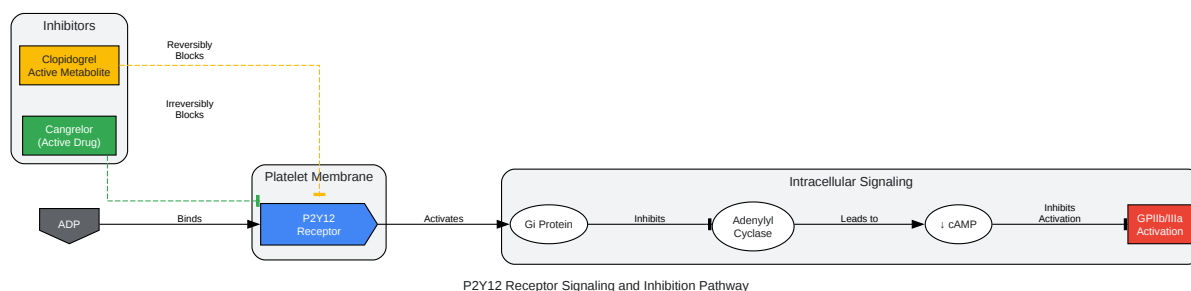 Inhibitors
Clopidogrel
Active Metabolite
Reversibly
Blocks
Irreversibly
Blocks
Cangrelor
(Active Drug)
Platelet Membrane
Intracellular Signaling
ADP
Binds
P2Y12
Receptor
Activates
Gi Protein
Inhibits
Adenylyl
Cyclase
Leads to
↓ cAMP
Inhibits
Activation
GPIIb/IIIa
Activation
P2Y12 Receptor Signaling and Inhibition Pathway